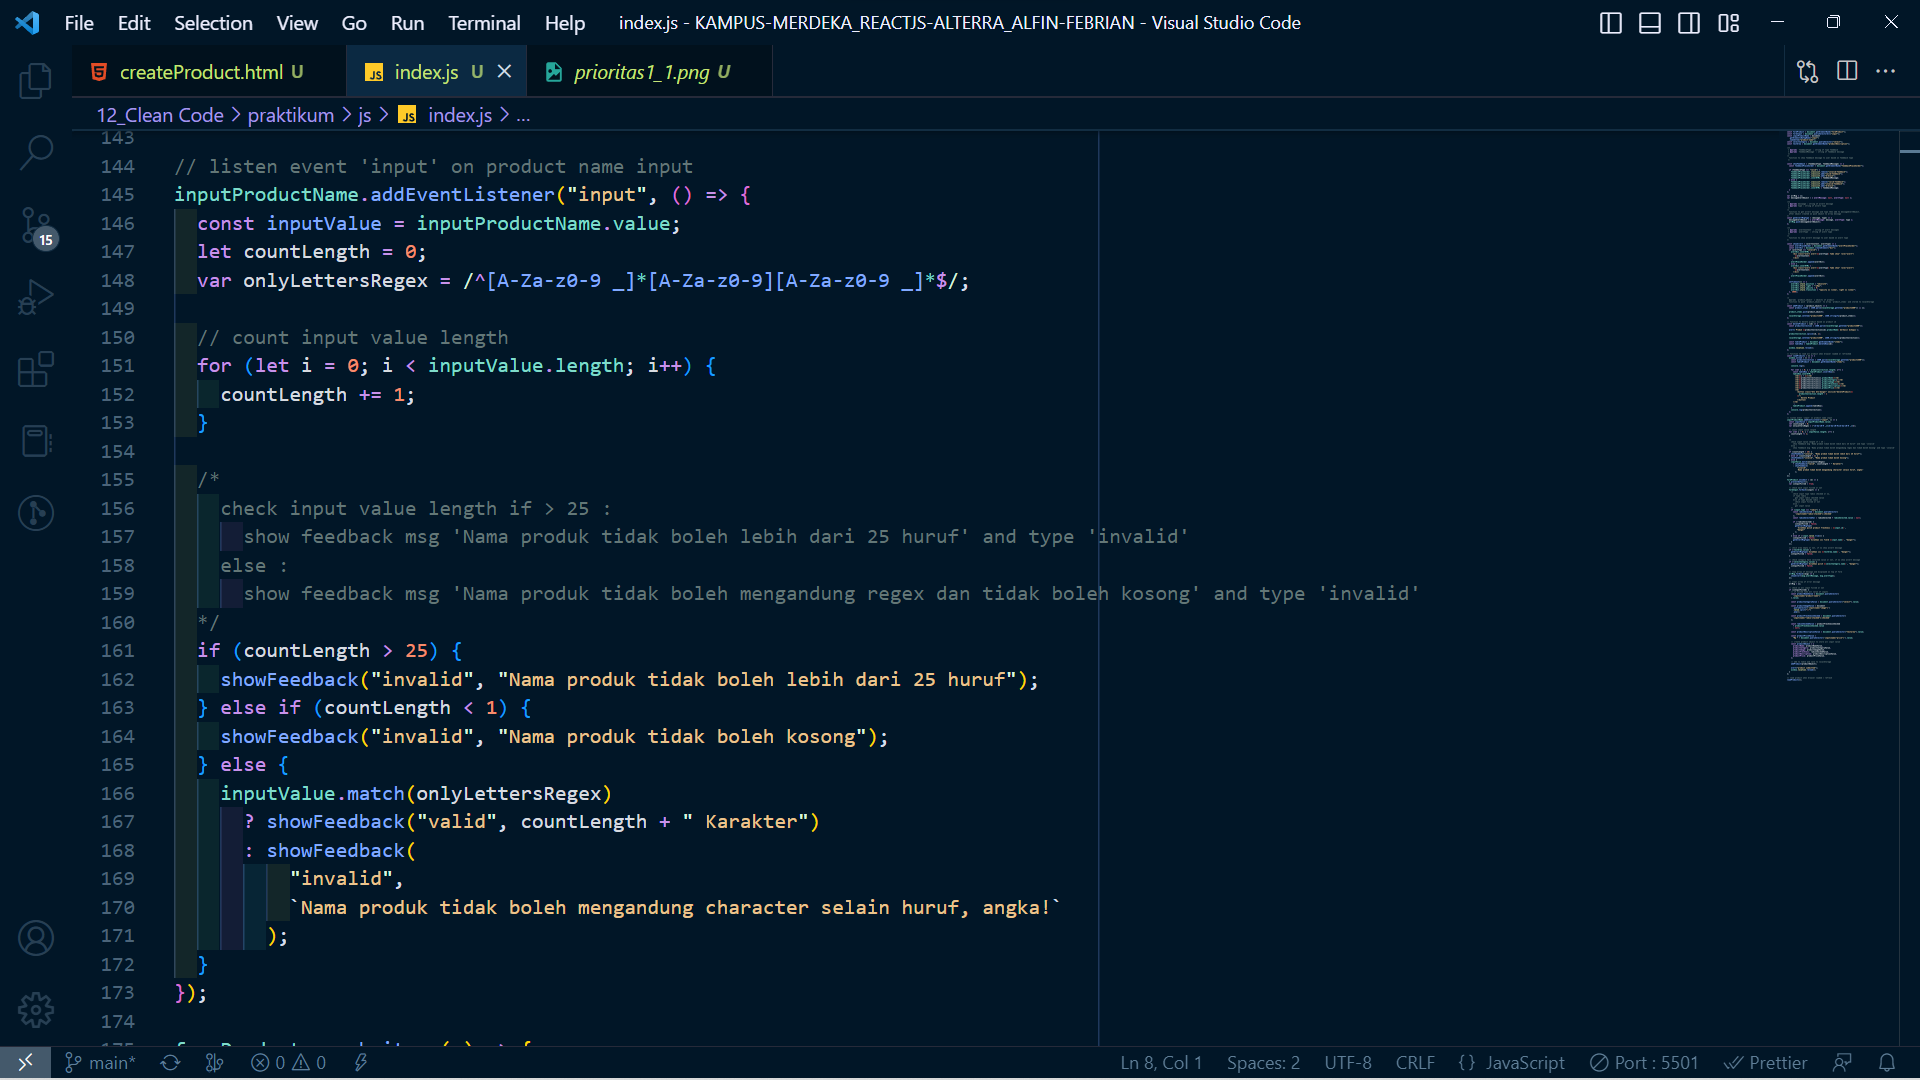 File Edit Selection View Go Run Terminal Help index.js - KAMPUS-MERDEKA_REACTJS-ALTERRA_ALFIN-FEBRIAN - Visual Studio Code
createProduct.html U JS index.js U prioritas1_1.png U
12_Clean Code > praktikum > js > JS index.js > ...
143
144 // listen event 'input' on product name input
145 inputProductName.addEventListener("input", () => {
146 const inputValue = inputProductName.value;
147 let countLength = 0;
148 var onlyLettersRegex = /^[A-Za-z0-9 _]*[A-Za-z0-9][A-Za-z0-9 _]*$/;
149
150 // count input value length
151 for (let i = 0; i < inputValue.length; i++) {
152 countLength += 1;
153 }
154
155 /*
156 check input value length if > 25 :
157 show feedback msg 'Nama produk tidak boleh lebih dari 25 huruf' and type 'invalid'
158 else :
159 show feedback msg 'Nama produk tidak boleh mengandung regex dan tidak boleh kosong' and type 'invalid'
160 */
161 if (countLength > 25) {
162 showFeedback("invalid", "Nama produk tidak boleh lebih dari 25 huruf");
163 } else if (countLength < 1) {
164 showFeedback("invalid", "Nama produk tidak boleh kosong");
165 } else {
166 inputValue.match(onlyLettersRegex)
167 ? showFeedback("valid", countLength + " Karakter")
168 : showFeedback(
169 "invalid",
170 `Nama produk tidak boleh mengandung character selain huruf, angka!`
171 );
172 }
173 });
174
15
main* 0 0 Ln 8, Col 1 Spaces: 2 UTF-8 CRLF {} JavaScript Port : 5501 Prettier